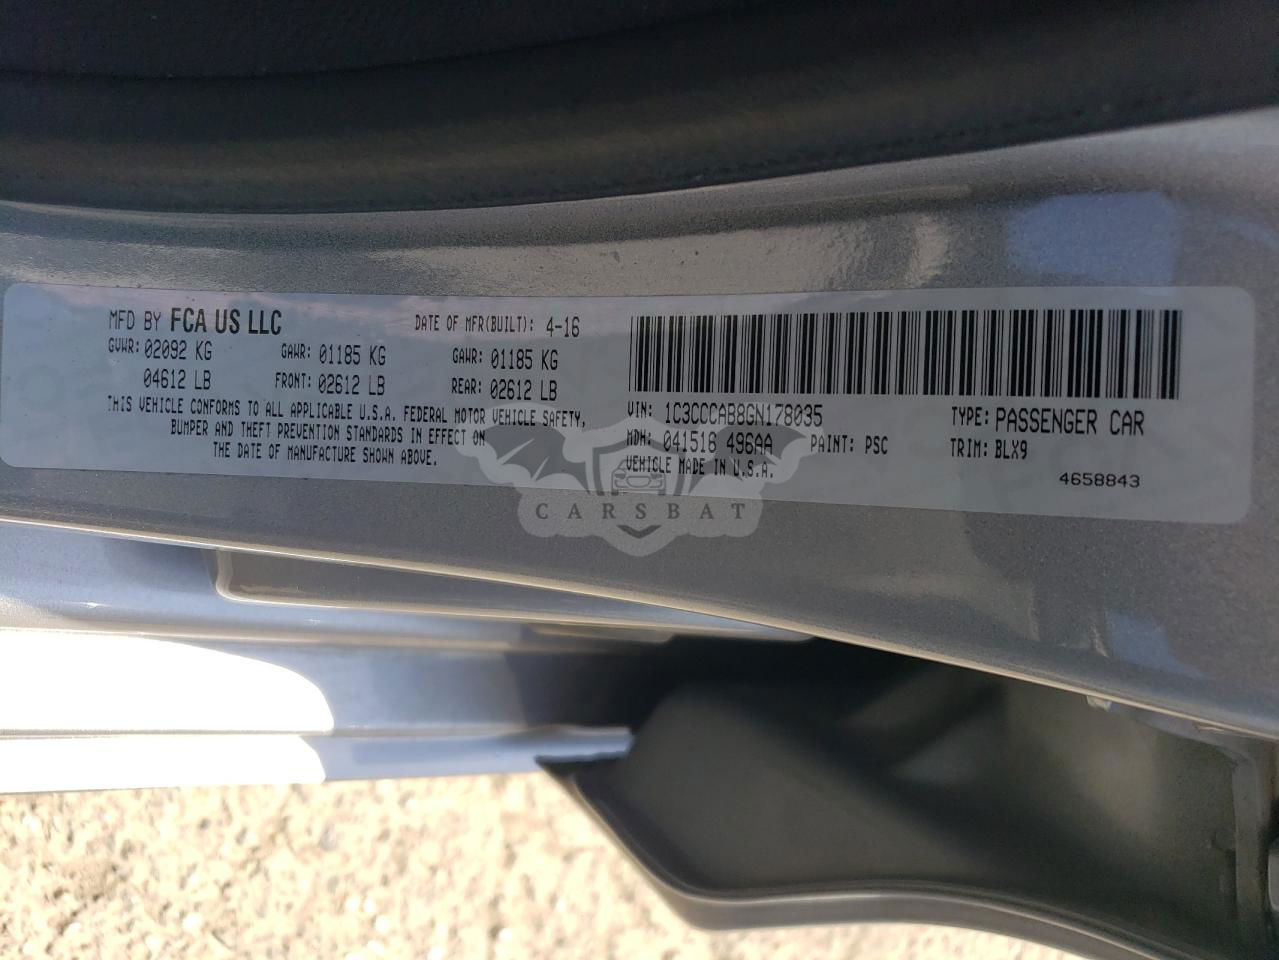 MFD BY FCA US LLC DATE OF MFR(BUILT): 4-16
GVWR: 02092 KG GAWR: 01185 KG GAWR: 01185 KG
04612 LB FRONT: 02612 LB REAR: 02612 LB
THIS VEHICLE CONFORMS TO ALL APPLICABLE U.S.A. FEDERAL MOTOR VEHICLE SAFETY,
BUMPER AND THEFT PREVENTION STANDARDS IN EFFECT ON
THE DATE OF MANUFACTURE SHOWN ABOVE.
VIN: 1C3CCCAB8GN178035 TYPE: PASSENGER CAR
MDH: 041516 496AA PAINT: PSC TRIM: BLX9
VEHICLE MADE IN U.S.A. 4658843
CARSBAT